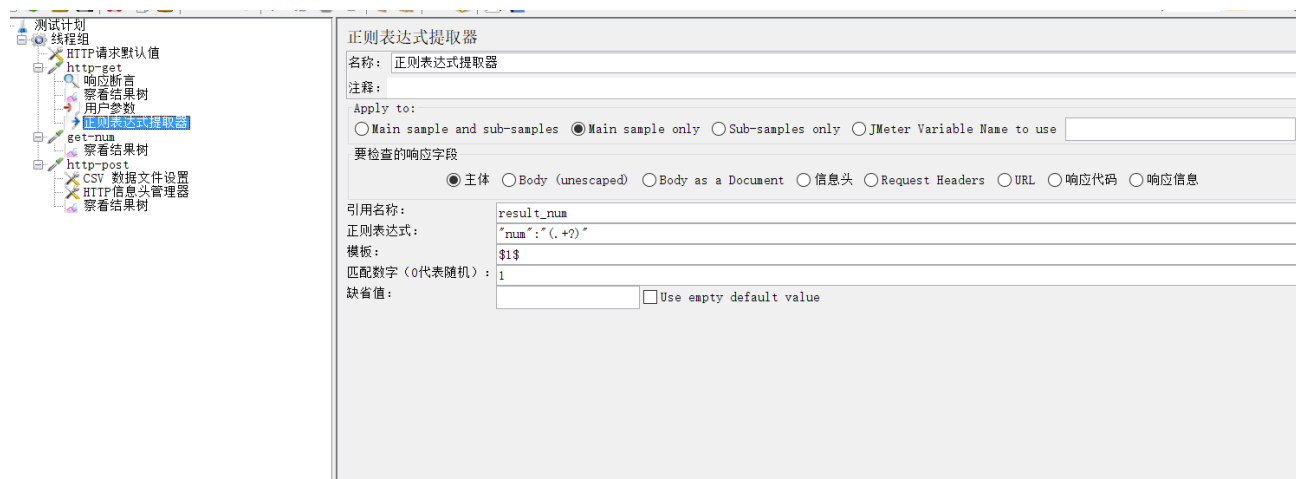 测试计划
线程组
HTTP请求默认值
http-get
响应断言
察看结果树
用户参数
正则表达式提取器
get-num
察看结果树
http-post
CSV 数据文件设置
HTTP信息头管理器
察看结果树
正则表达式提取器
名称： 正则表达式提取器
注释：
Apply to:
Main sample and sub-samples Main sample only Sub-samples only JMeter Variable Name to use
要检查的响应字段
主体 Body (unescaped) Body as a Document 信息头 Request Headers URL 响应代码 响应信息
引用名称： result_num
正则表达式： "num":"(.+?)"
模板： $1$
匹配数字（0代表随机）： 1
缺省值： Use empty default value